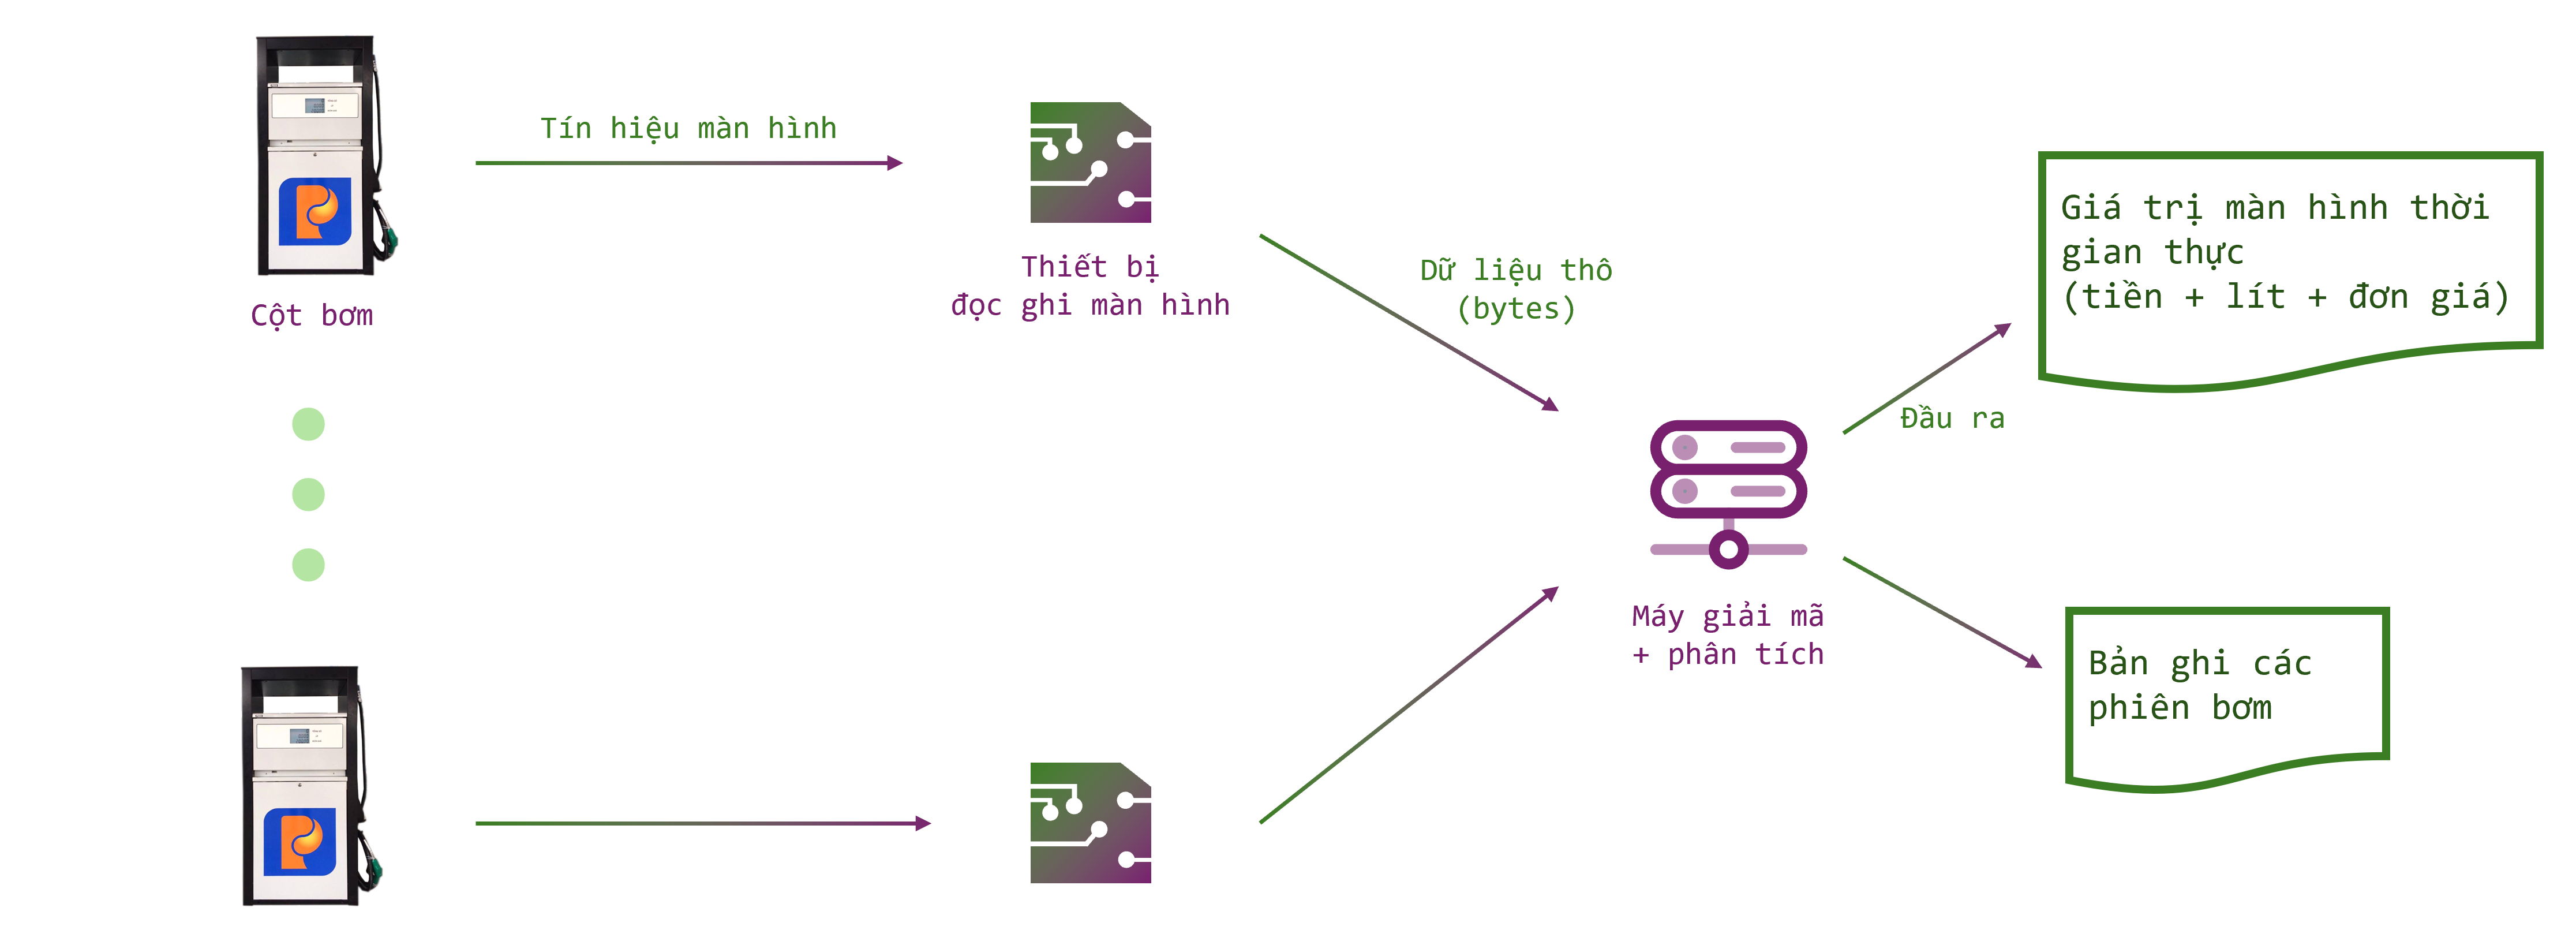 Tín hiệu màn hình
Cột bơm
Thiết bị
đọc ghi màn hình
Dữ liệu thô
(bytes)
Máy giải mã
+ phân tích
Đầu ra
Giá trị màn hình thời
gian thực
(tiền + lít + đơn giá)
Bản ghi các
phiên bơm